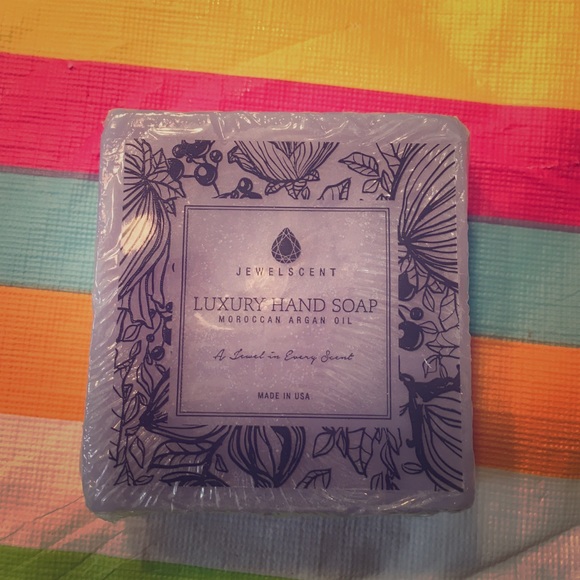 JEWELSCENT
LUXURY HAND SOAP
MOROCCAN ARGAN OIL
A Jewel in Every Scent
MADE IN USA